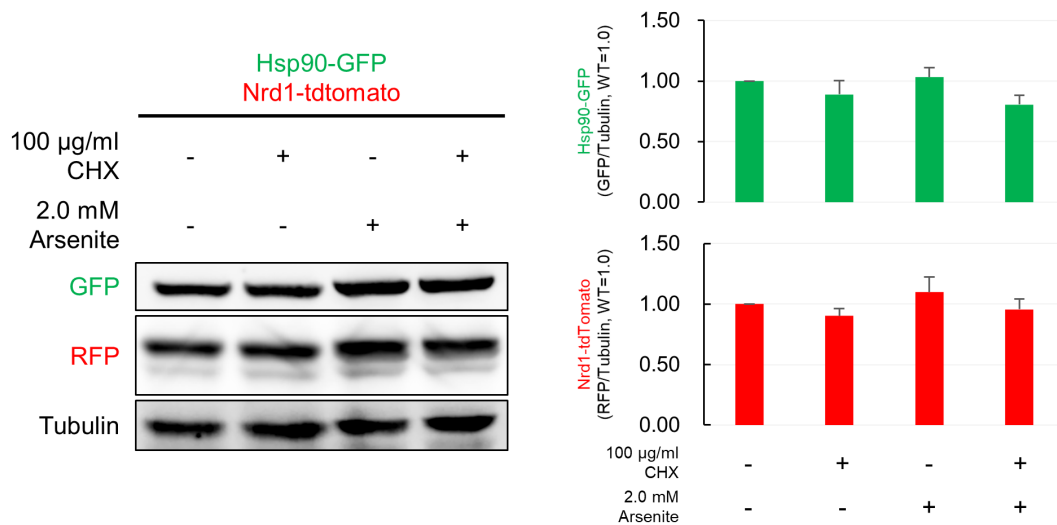 Hsp90-GFP
Nrd1-tdtomato
100 μg/ml
CHX
- + - +
2.0 mM
Arsenite
- - + +
GFP
RFP
Tubulin
Hsp90-GFP
(GFP/Tubulin, WT=1.0)
1.50
1.00
0.50
0.00
Nrd1-tdTomato
(RFP/Tubulin, WT=1.0)
1.50
1.00
0.50
0.00
100 μg/ml
CHX
- + - +
2.0 mM
Arsenite
- - + +